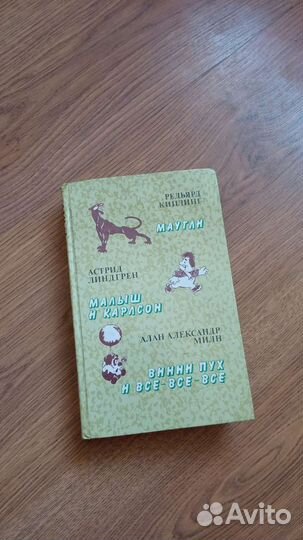 РЕДЬЯРД
КИПЛИНГ
МАУГЛИ
АСТРИД
ЛИНДГРЕН
МАЛЫШ
И КАРЛСОН
АЛАН АЛЕКСАНДР
МИЛН
ВИННИ ПУХ
И ВСЕ-ВСЕ-ВСЕ
Avito